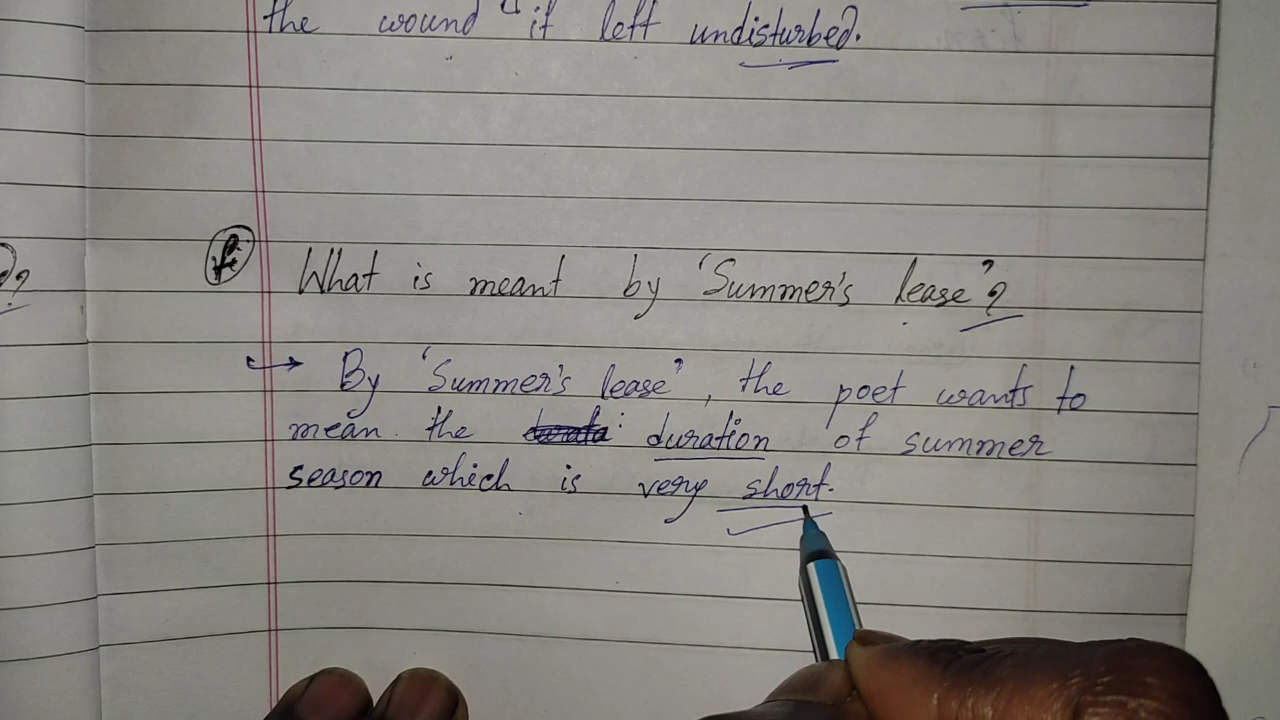 the wound if left undisturbed.
What is meant by 'Summer's lease'?
→ By 'Summer's lease', the poet wants to
mean the duration of summer
season which is very short.